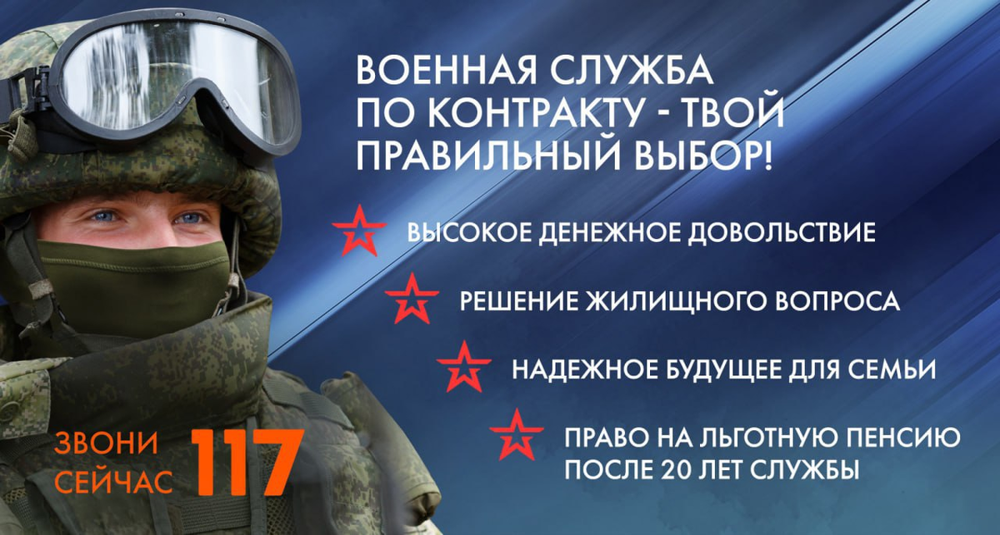 ВОЕННАЯ СЛУЖБА
ПО КОНТРАКТУ - ТВОЙ
ПРАВИЛЬНЫЙ ВЫБОР!
ВЫСОКОЕ ДЕНЕЖНОЕ ДОВОЛЬСТВИЕ
РЕШЕНИЕ ЖИЛИЩНОГО ВОПРОСА
НАДЕЖНОЕ БУДУЩЕЕ ДЛЯ СЕМЬИ
ПРАВО НА ЛЬГОТНУЮ ПЕНСИЮ
ПОСЛЕ 20 ЛЕТ СЛУЖБЫ
ЗВОНИ
СЕЙЧАС
117